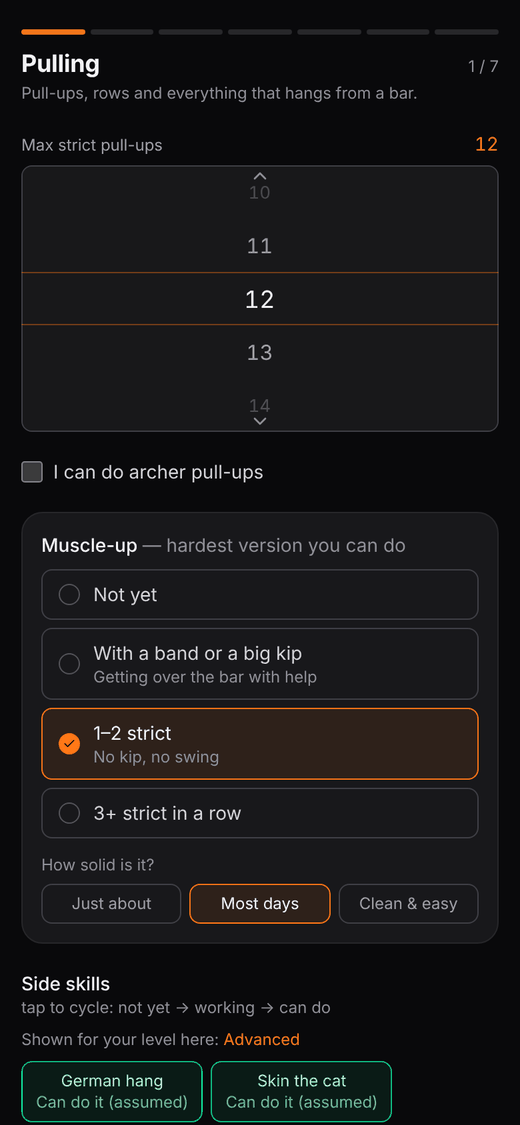 Pulling
1 / 7
Pull-ups, rows and everything that hangs from a bar.
Max strict pull-ups
12
10
11
12
13
14
I can do archer pull-ups
Muscle-up — hardest version you can do
Not yet
With a band or a big kip
Getting over the bar with help
1–2 strict
No kip, no swing
3+ strict in a row
How solid is it?
Just about
Most days
Clean & easy
Side skills
tap to cycle: not yet → working → can do
Shown for your level here: Advanced
German hang
Can do it (assumed)
Skin the cat
Can do it (assumed)